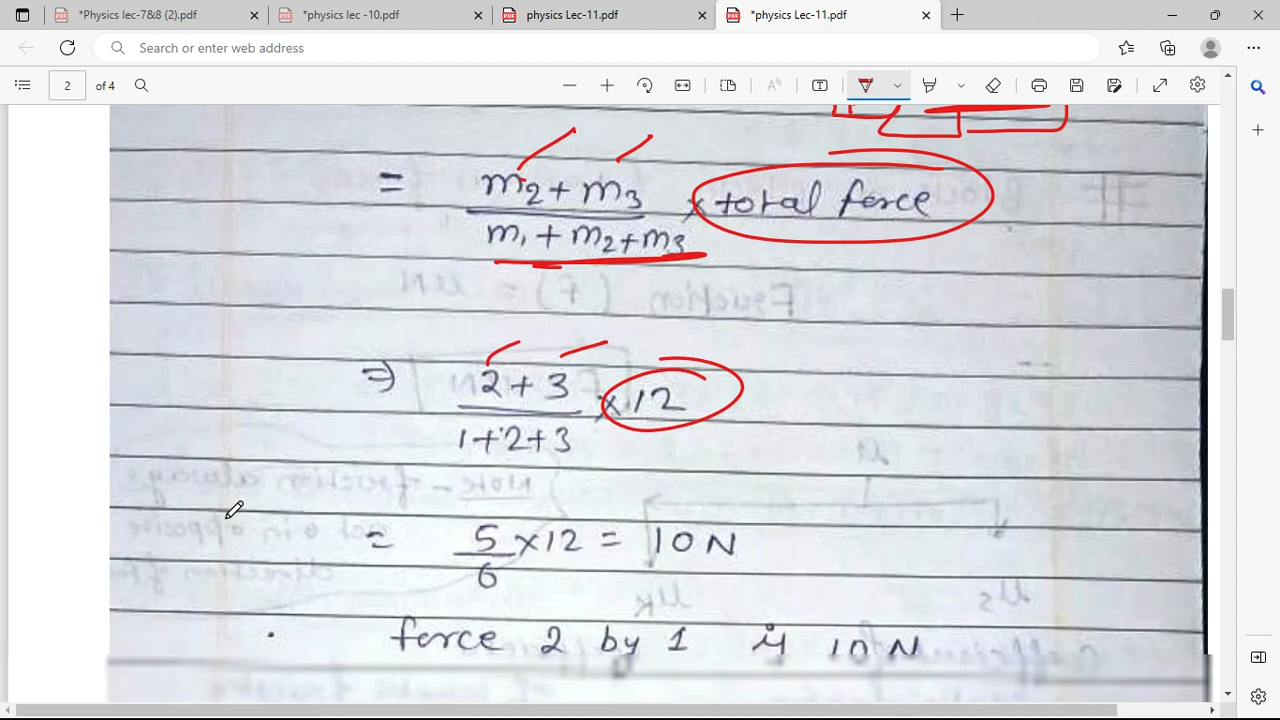 *Physics lec-7&8 (2).pdf
*physics lec -10.pdf
physics Lec-11.pdf
*physics Lec-11.pdf
Search or enter web address
2 of 4
= m2+m3 / m1+m2+m3 × total force
⇒ 2+3 / 1+2+3 × 12
= 5/6 ×12 = 10 N
force 2 by 1 is 10 N